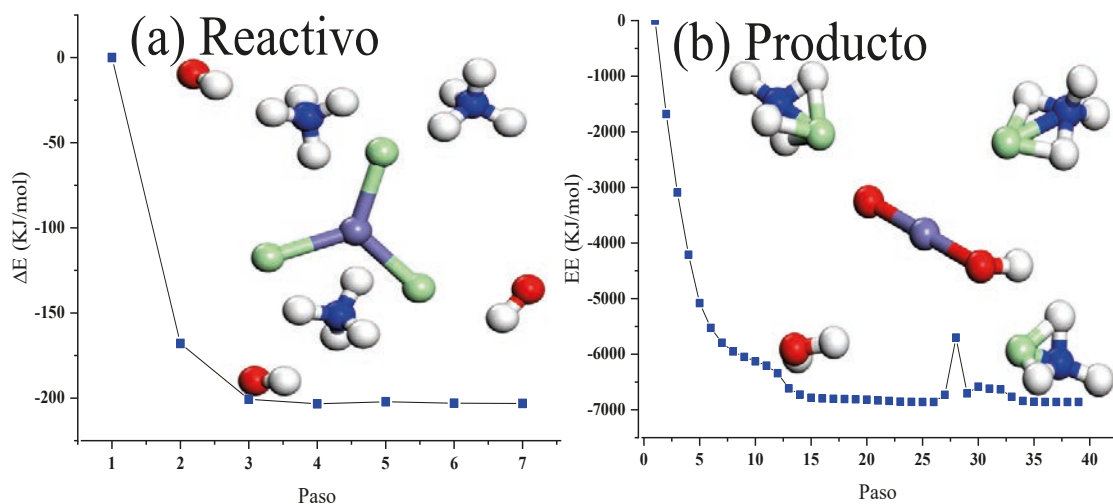 (a) Reactivo
0
-50
-100
-150
-200
ΔE (KJ/mol)
1 2 3 4 5 6 7
Paso
(b) Producto
0
-1000
-2000
-3000
-4000
-5000
-6000
-7000
EE (KJ/mol)
0 5 10 15 20 25 30 35 40
Paso